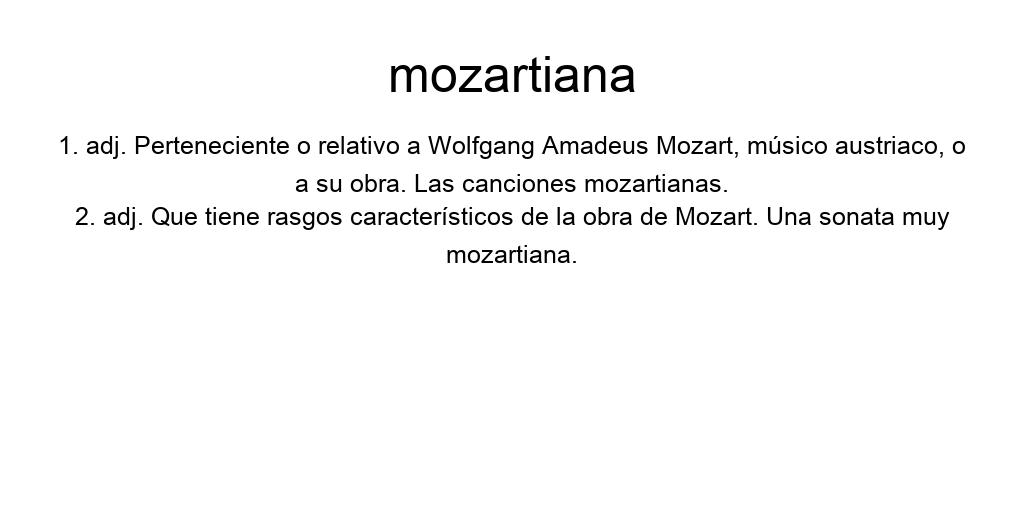 mozartiana
1. adj. Perteneciente o relativo a Wolfgang Amadeus Mozart, músico austriaco, o
a su obra. Las canciones mozartianas.
2. adj. Que tiene rasgos característicos de la obra de Mozart. Una sonata muy
mozartiana.